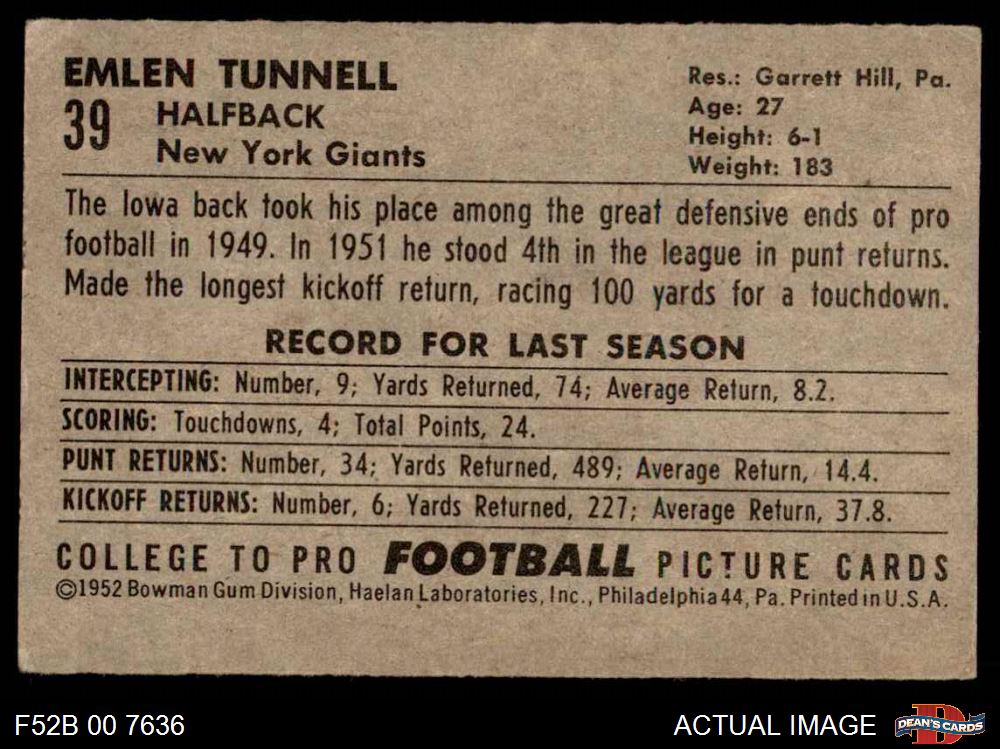 EMLEN TUNNELL
39 HALFBACK
New York Giants
Res.: Garrett Hill, Pa.
Age: 27
Height: 6-1
Weight: 183
The Iowa back took his place among the great defensive ends of pro
football in 1949. In 1951 he stood 4th in the league in punt returns.
Made the longest kickoff return, racing 100 yards for a touchdown.
RECORD FOR LAST SEASON
INTERCEPTING: Number, 9; Yards Returned, 74; Average Return, 8.2.
SCORING: Touchdowns, 4; Total Points, 24.
PUNT RETURNS: Number, 34; Yards Returned, 489; Average Return, 14.4.
KICKOFF RETURNS: Number, 6; Yards Returned, 227; Average Return, 37.8.
COLLEGE TO PRO FOOTBALL PICTURE CARDS
©1952 Bowman Gum Division, Haelan Laboratories, Inc., Philadelphia 44, Pa. Printed in U.S.A.
F52B 00 7636
ACTUAL IMAGE
DEAN'S CARDS